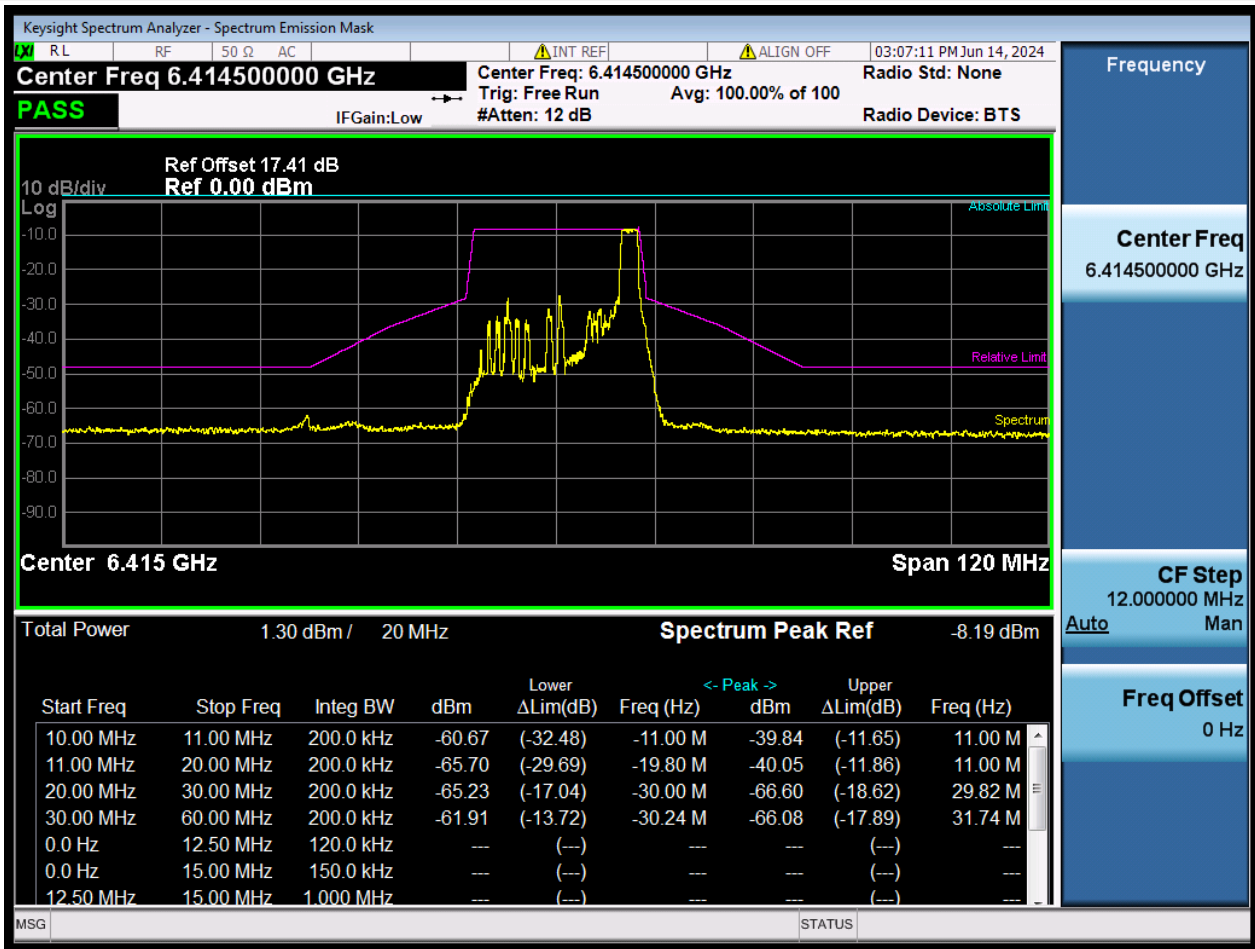 Keysight Spectrum Analyzer - Spectrum Emission Mask
LXI RL RF 50 Ω AC INT REF ALIGN OFF 03:07:11 PM Jun 14, 2024
Center Freq 6.414500000 GHz Center Freq: 6.414500000 GHz Radio Std: None
Trig: Free Run Avg: 100.00% of 100
PASS IFGain:Low #Atten: 12 dB Radio Device: BTS
Ref Offset 17.41 dB
10 dB/div Ref 0.00 dBm
Log Absolute Limit
-10.0
-20.0
-30.0
-40.0
Relative Limit
-50.0
-60.0
Spectrum
-70.0
-80.0
-90.0
Center 6.415 GHz Span 120 MHz
Total Power 1.30 dBm / 20 MHz Spectrum Peak Ref -8.19 dBm
Lower <- Peak -> Upper
Start Freq Stop Freq Integ BW dBm ΔLim(dB) Freq (Hz) dBm ΔLim(dB) Freq (Hz)
10.00 MHz 11.00 MHz 200.0 kHz -60.67 (-32.48) -11.00 M -39.84 (-11.65) 11.00 M
11.00 MHz 20.00 MHz 200.0 kHz -65.70 (-29.69) -19.80 M -40.05 (-11.86) 11.00 M
20.00 MHz 30.00 MHz 200.0 kHz -65.23 (-17.04) -30.00 M -66.60 (-18.62) 29.82 M
30.00 MHz 60.00 MHz 200.0 kHz -61.91 (-13.72) -30.24 M -66.08 (-17.89) 31.74 M
0.0 Hz 12.50 MHz 120.0 kHz --- (---) --- --- (---) ---
0.0 Hz 15.00 MHz 150.0 kHz --- (---) --- --- (---) ---
12.50 MHz 15.00 MHz 1.000 MHz --- (---) --- --- (---) ---
MSG STATUS
Frequency
Center Freq
6.414500000 GHz
CF Step
12.000000 MHz
Auto Man
Freq Offset
0 Hz